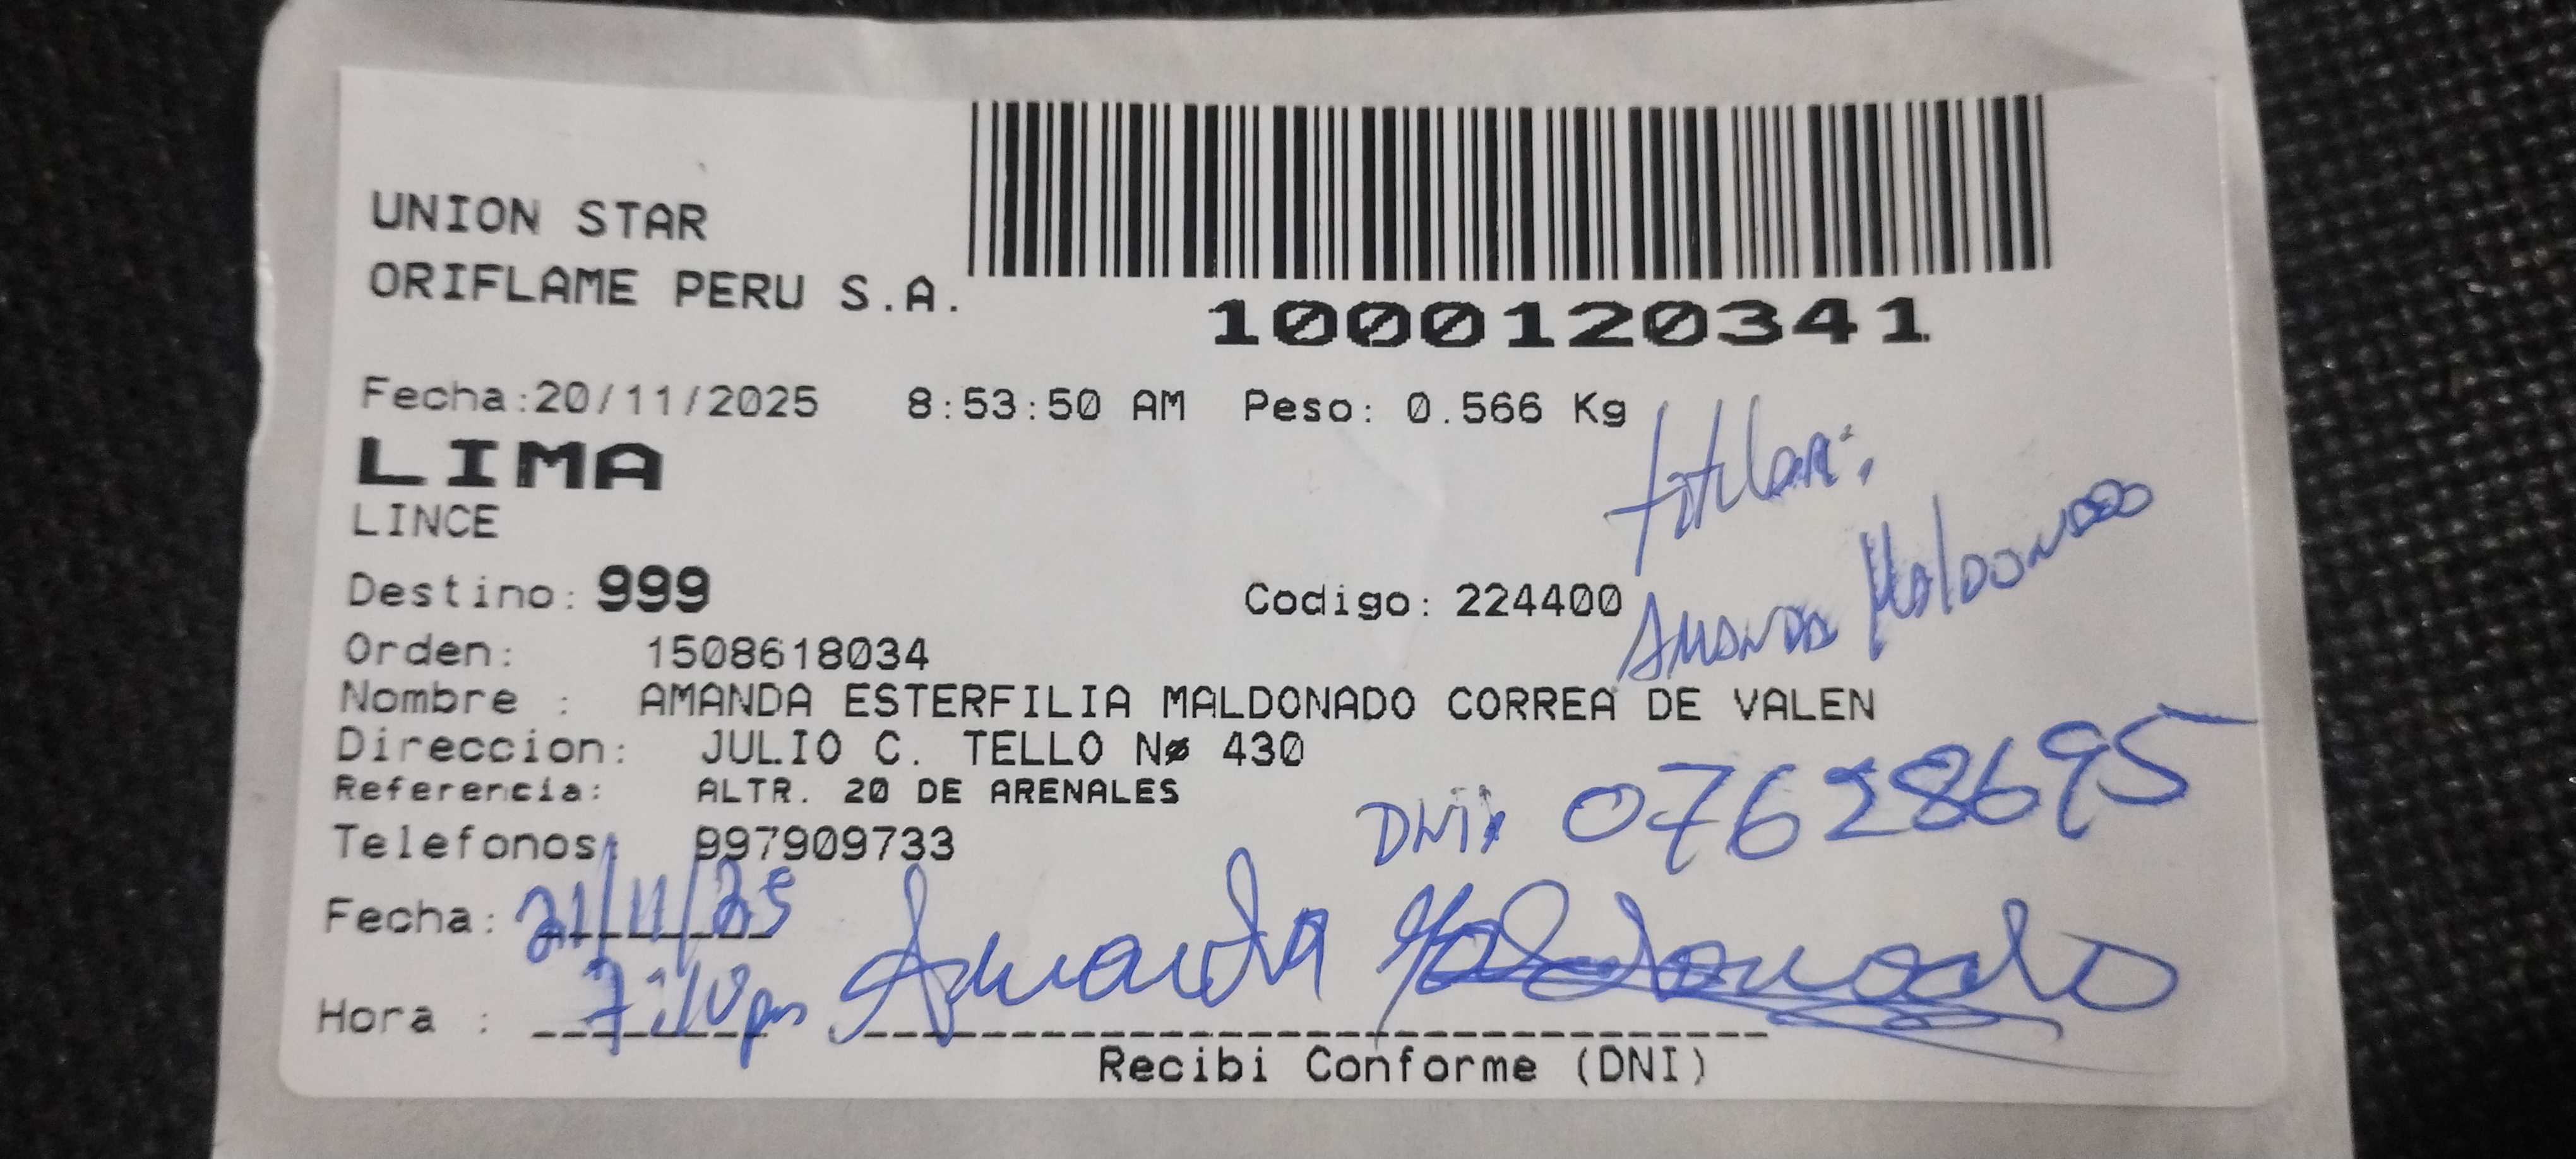 UNION STAR
ORIFLAME PERU S.A.
1000120341
Fecha:20/11/2025 8:53:50 AM Peso: 0.566 Kg
LIMA
titular:
LINCE
Amanda Maldonado
Destino: 999 Codigo: 224400
Orden: 1508618034
Nombre : AMANDA ESTERFILIA MALDONADO CORREA DE VALEN
Direccion: JULIO C. TELLO Nø 430
Referencia: ALTR. 20 DE ARENALES
DNI: 07628695
Telefonos: 997909733
Fecha: 21/11/25
Amanda Maldonado
Hora : 7:10pm
Recibi Conforme (DNI)